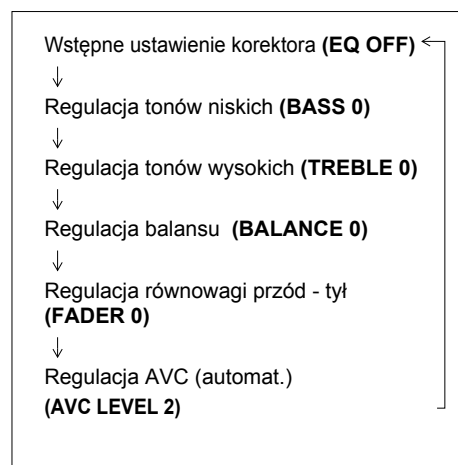 Wstępne ustawienie korektora (EQ OFF)
Regulacja tonów niskich (BASS 0)
Regulacja tonów wysokich (TREBLE 0)
Regulacja balansu (BALANCE 0)
Regulacja równowagi przód - tył
(FADER 0)
Regulacja AVC (automat.)
(AVC LEVEL 2)